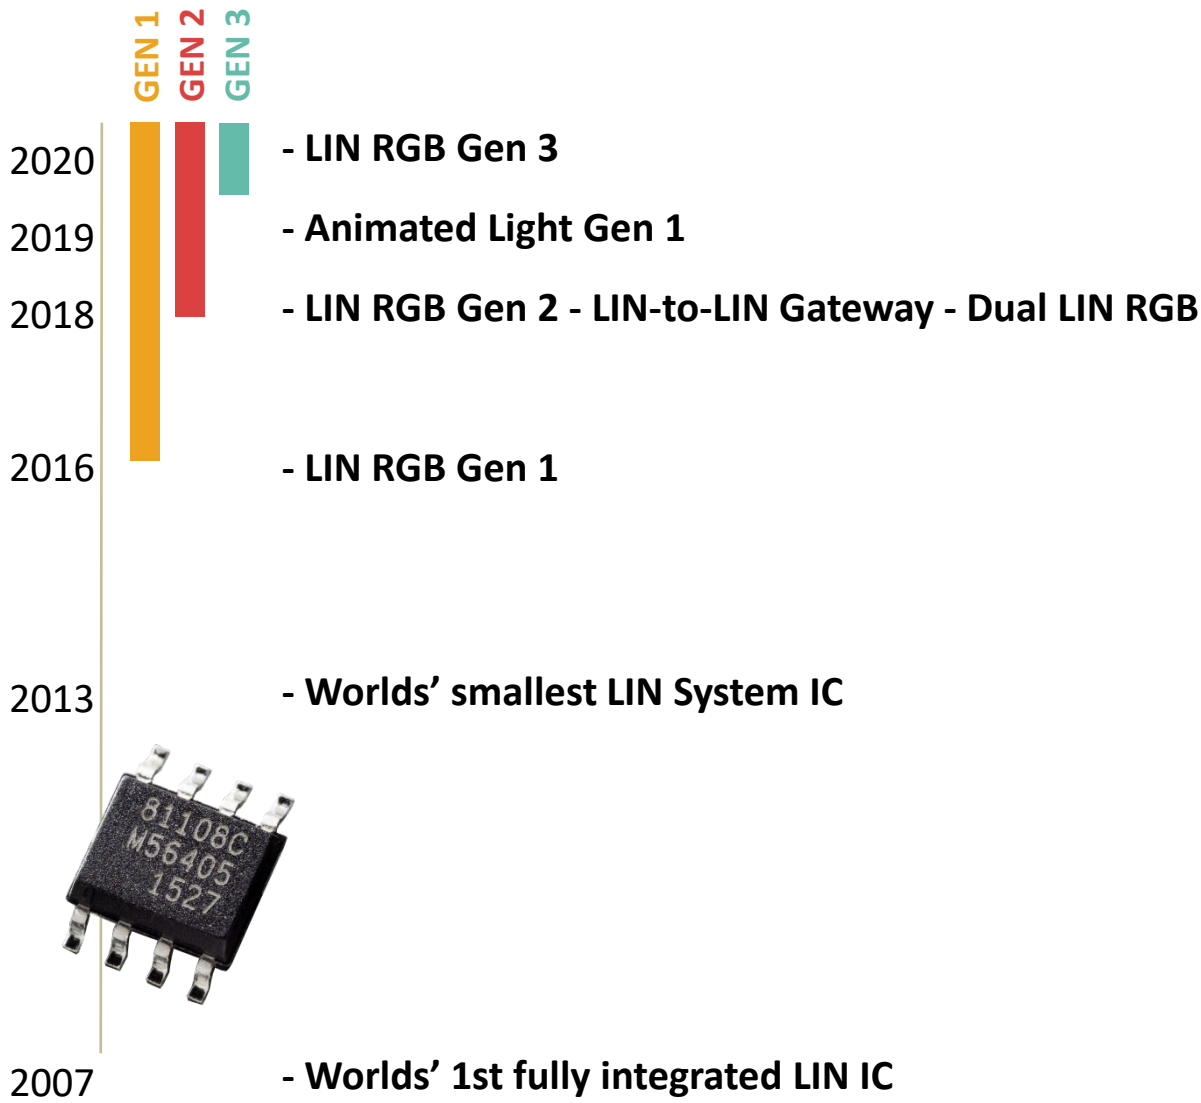 GEN 1
GEN 2
GEN 3
2020
- LIN RGB Gen 3
2019
- Animated Light Gen 1
2018
- LIN RGB Gen 2 - LIN-to-LIN Gateway - Dual LIN RGB
2016
- LIN RGB Gen 1
2013
- Worlds’ smallest LIN System IC
81108C
M56405
1527
2007
- Worlds’ 1st fully integrated LIN IC